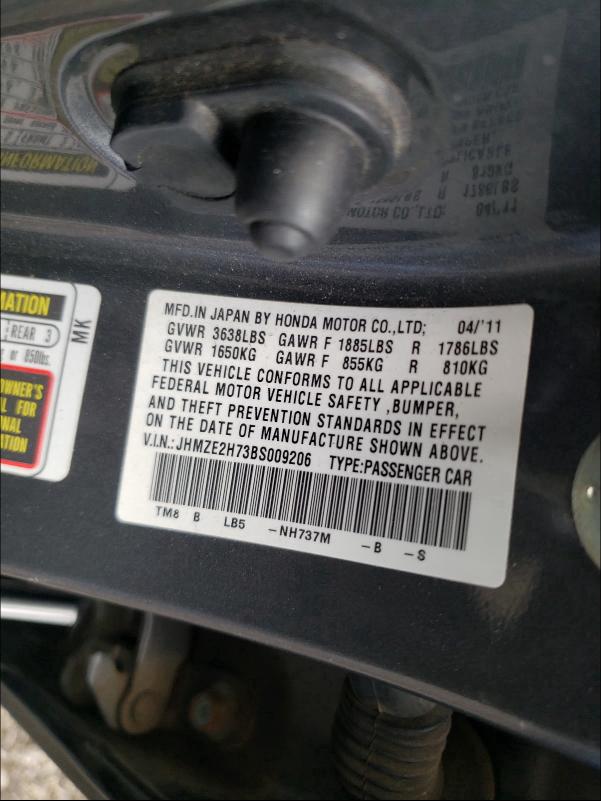 MATION
REAR 3
or 850lbs.
OWNER'S
FOR
ATION
MK
MFD.IN JAPAN BY HONDA MOTOR CO.,LTD; 04/'11
GVWR 3638LBS GAWR F 1885LBS R 1786LBS
GVWR 1650KG GAWR F 855KG R 810KG
THIS VEHICLE CONFORMS TO ALL APPLICABLE
FEDERAL MOTOR VEHICLE SAFETY ,BUMPER,
AND THEFT PREVENTION STANDARDS IN EFFECT
ON THE DATE OF MANUFACTURE SHOWN ABOVE.
V.I.N.:JHMZE2H73BS009206 TYPE:PASSENGER CAR
TM8 B LB5 -NH737M -B -S